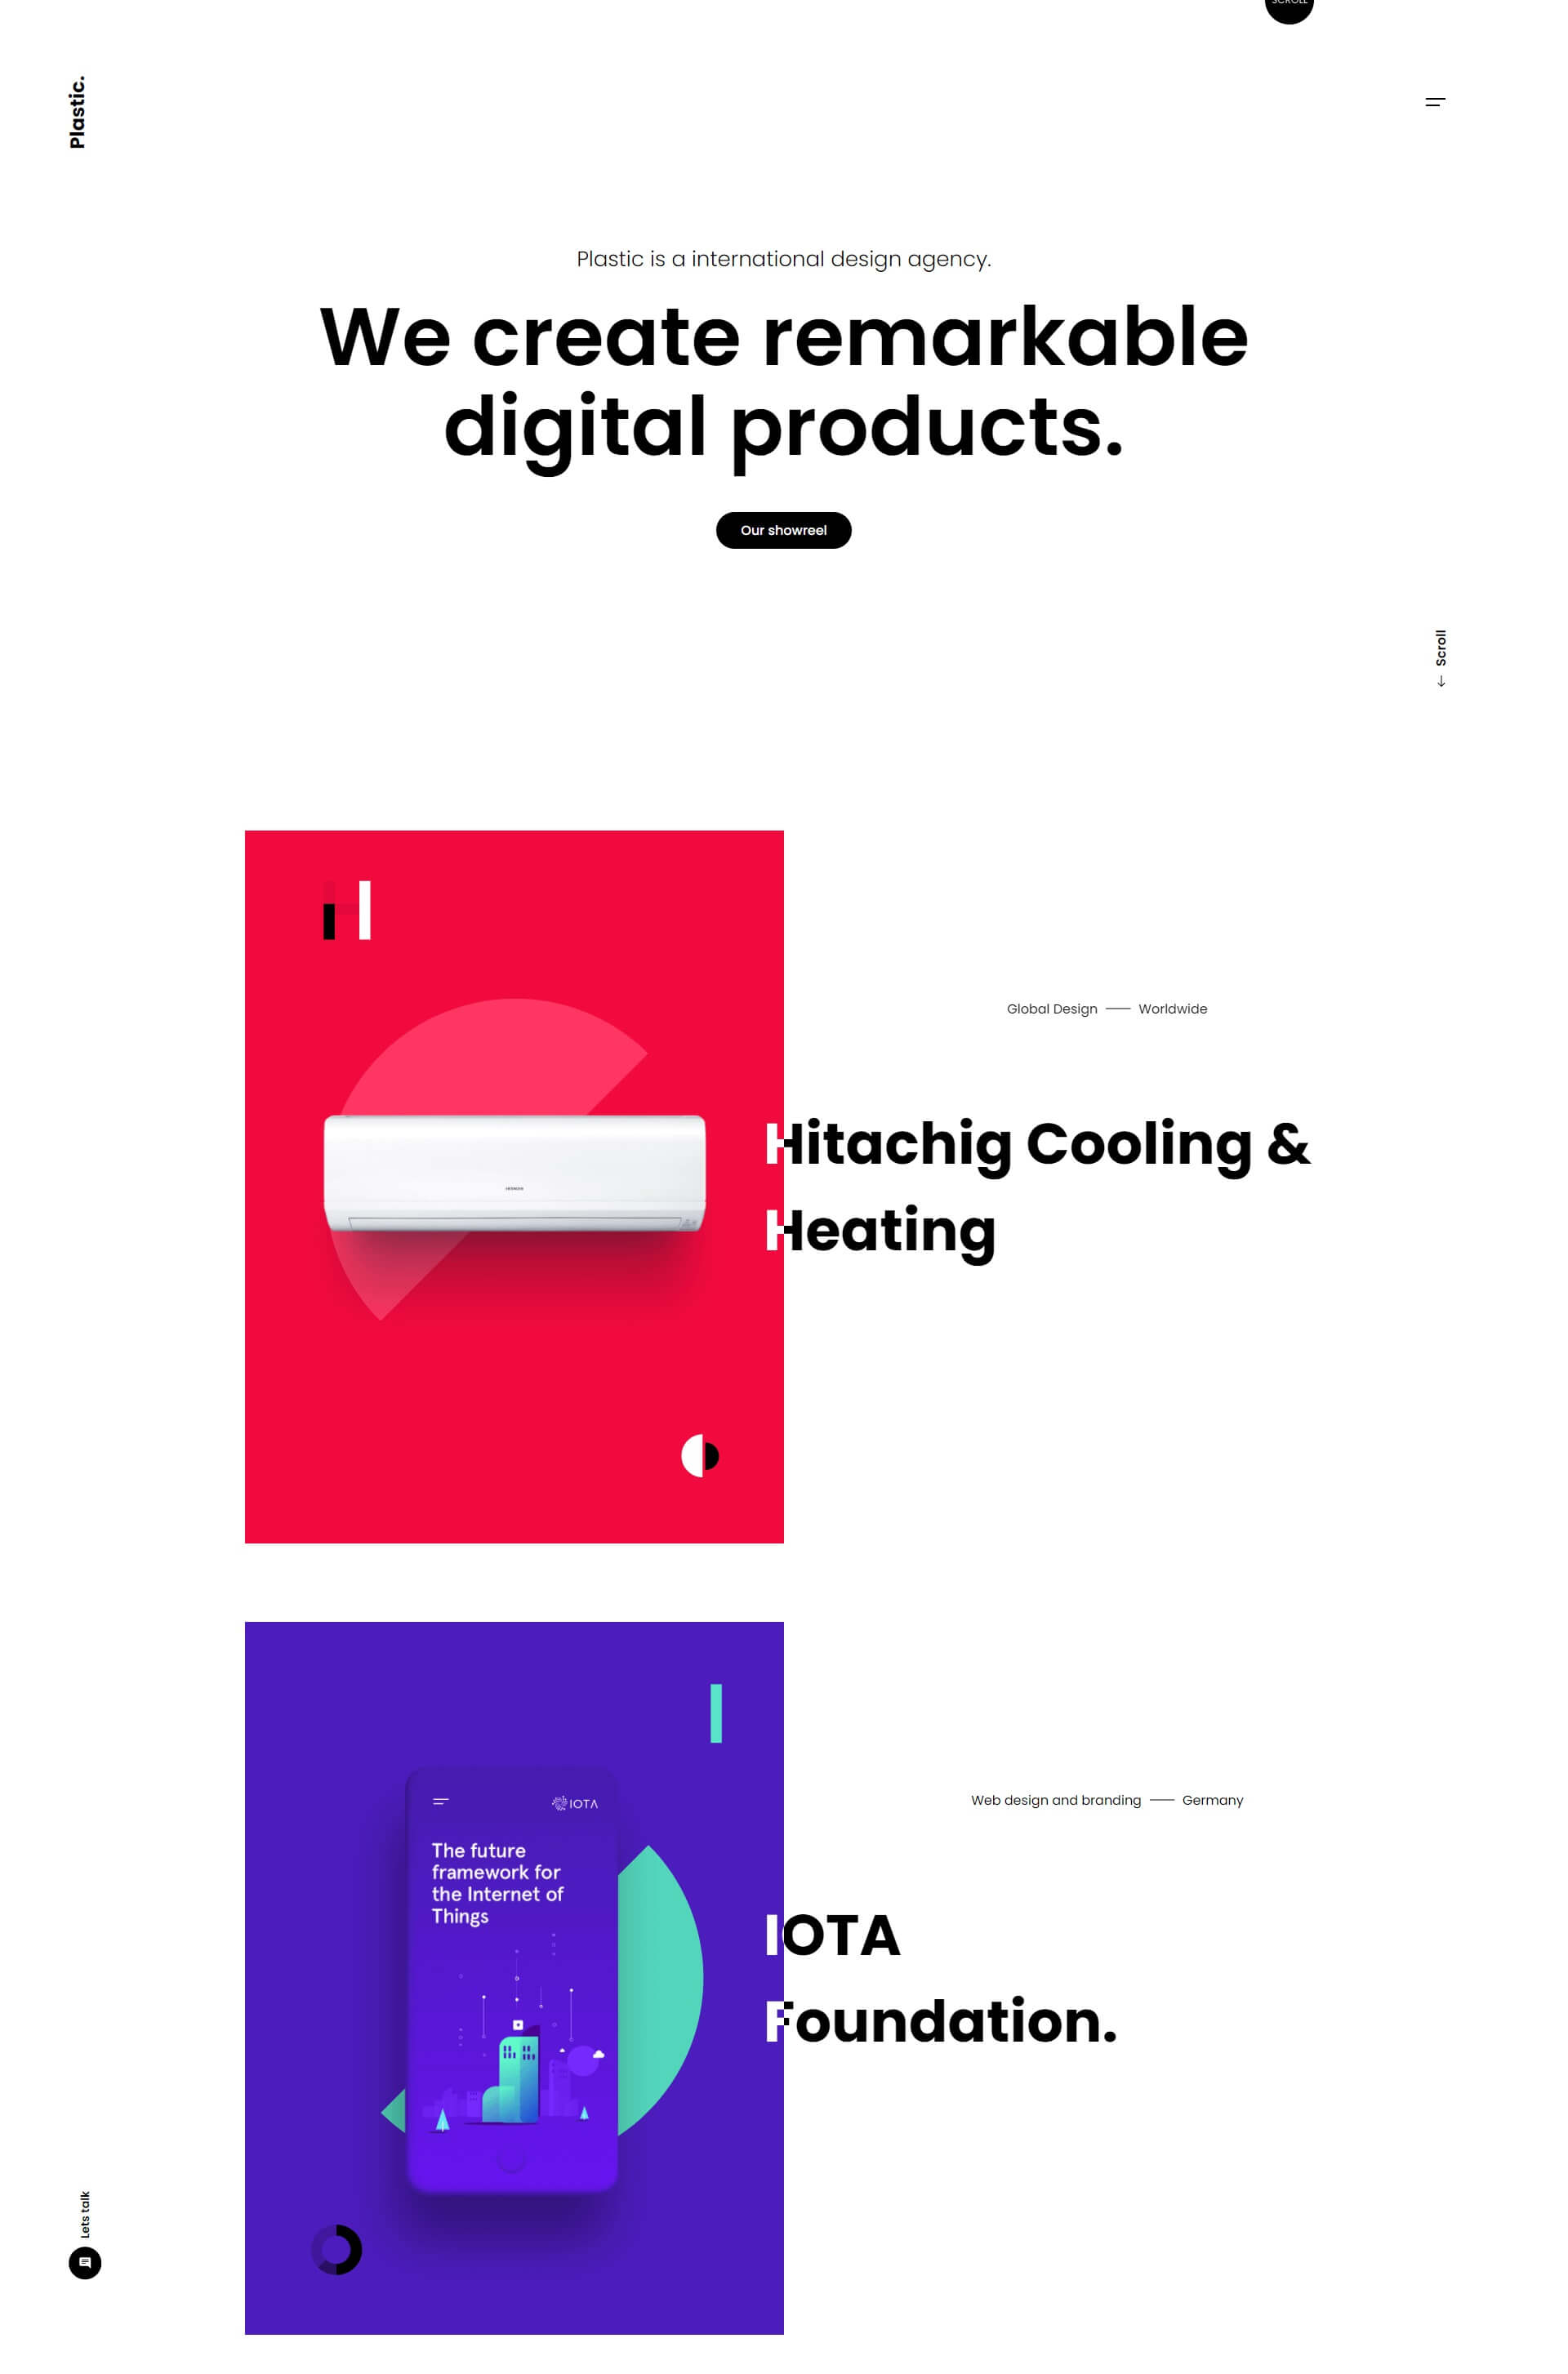 SCROLL
Plastic.
Plastic is a international design agency.
We create remarkable
digital products.
Our showreel
Scroll
H
Global Design — Worldwide
HITACHI
Hitachig Cooling &
Heating
I
Web design and branding — Germany
IOTA
The future
framework for
the Internet of
Things
IOTA
Foundation.
Lets talk